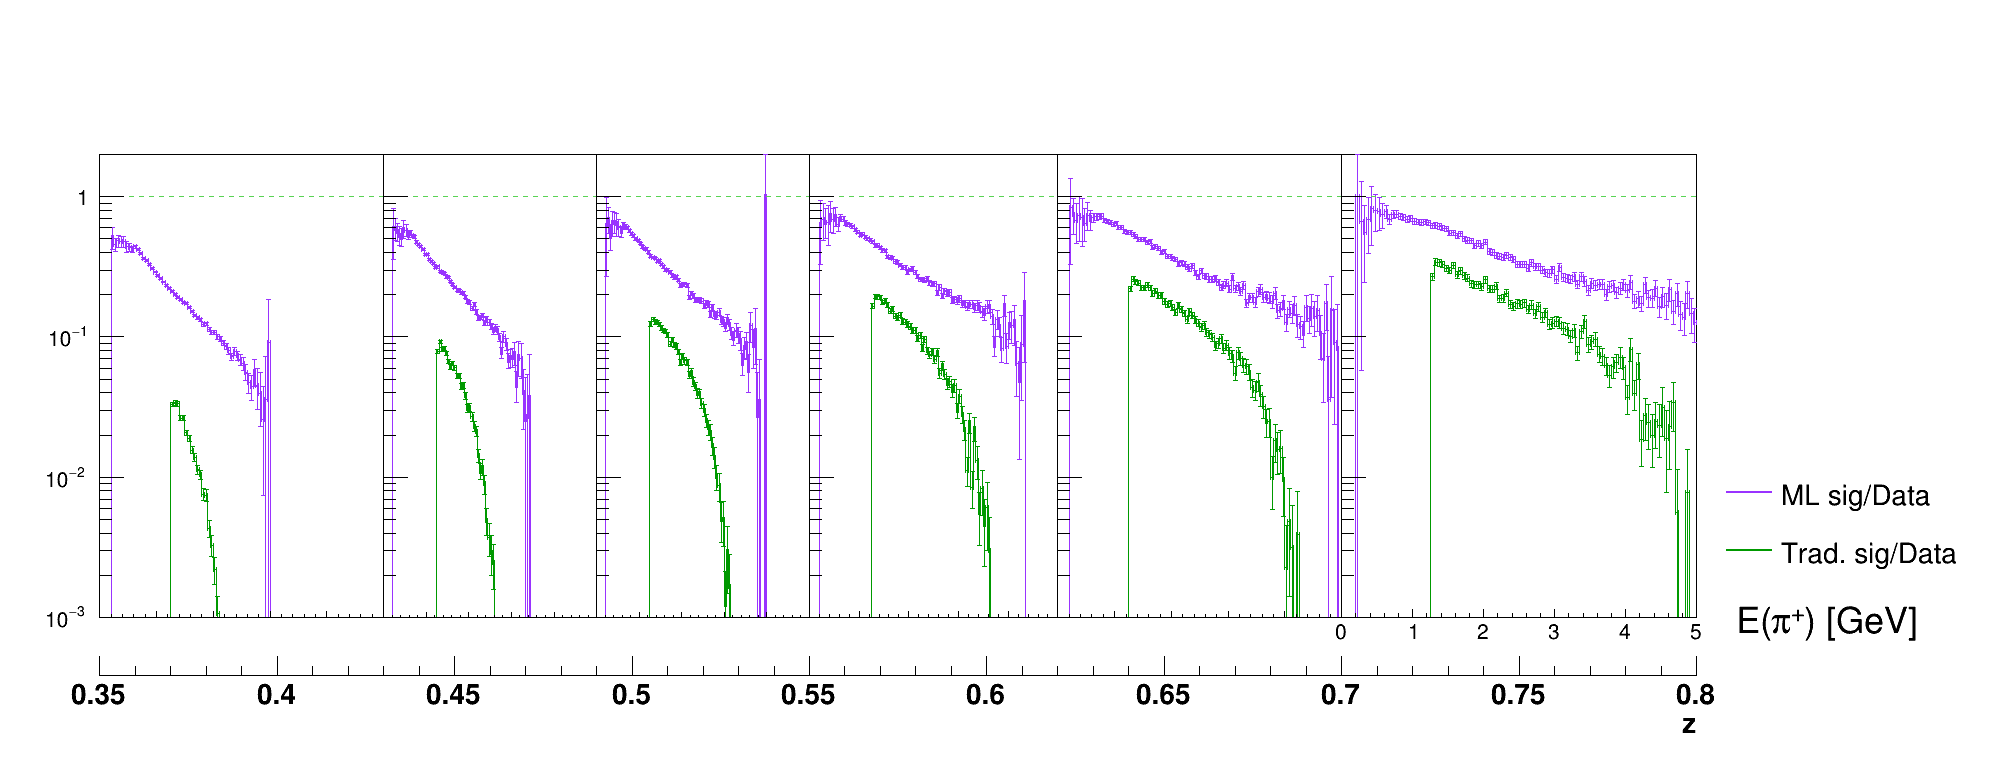 1
10⁻¹
10⁻²
10⁻³
ML sig/Data
Trad. sig/Data
0 1 2 3 4 5
E(π⁺) [GeV]
0.35 0.4 0.45 0.5 0.55 0.6 0.65 0.7 0.75 0.8
z